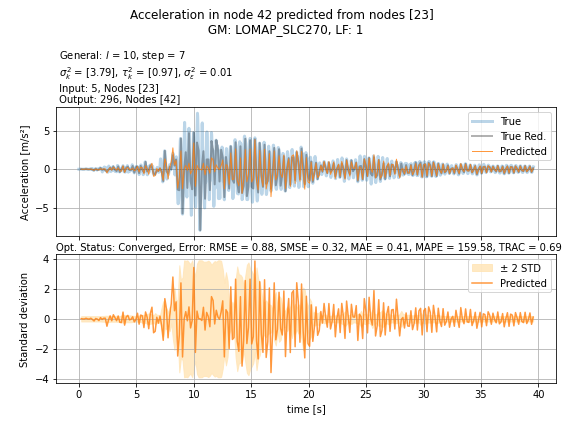 Acceleration in node 42 predicted from nodes [23]
GM: LOMAP_SLC270, LF: 1
General: l = 10, step = 7
σ²ₖ = [3.79], τ²ₖ = [0.97], σ²ε = 0.01
Input: 5, Nodes [23]
Output: 296, Nodes [42]
Acceleration [m/s²]
5
0
−5
True
True Red.
Predicted
Opt. Status: Converged, Error: RMSE = 0.88, SMSE = 0.32, MAE = 0.41, MAPE = 159.58, TRAC = 0.69
Standard deviation
4
2
0
−2
−4
± 2 STD
Predicted
0 5 10 15 20 25 30 35 40
time [s]